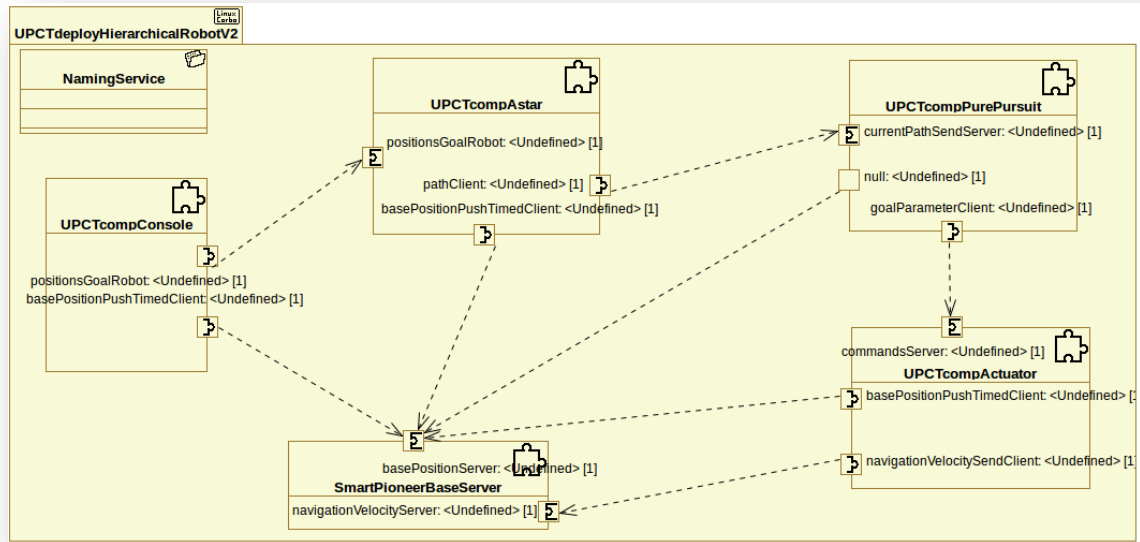 Linux
Corba
UPCTdeployHierarchicalRobotV2
NamingService
UPCTcompAstar
positionsGoalRobot: <Undefined> [1]
pathClient: <Undefined> [1]
basePositionPushTimedClient: <Undefined> [1]
UPCTcompPurePursuit
currentPathSendServer: <Undefined> [1]
null: <Undefined> [1]
goalParameterClient: <Undefined> [1]
UPCTcompConsole
positionsGoalRobot: <Undefined> [1]
basePositionPushTimedClient: <Undefined> [1]
commandsServer: <Undefined> [1]
UPCTcompActuator
basePositionPushTimedClient: <Undefined> [1
navigationVelocitySendClient: <Undefined> [1
basePositionServer: <Undefined> [1]
SmartPioneerBaseServer
navigationVelocityServer: <Undefined> [1]